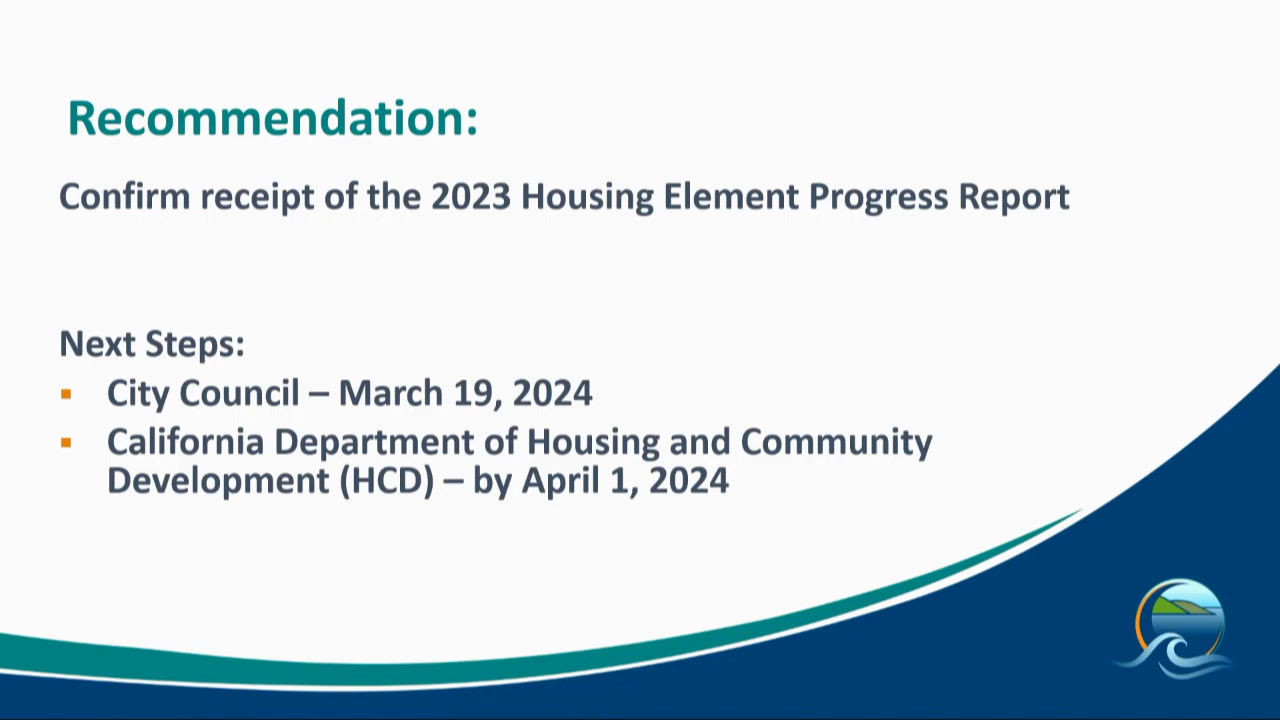 Recommendation:
Confirm receipt of the 2023 Housing Element Progress Report
Next Steps:
▪ City Council – March 19, 2024
▪ California Department of Housing and Community
Development (HCD) – by April 1, 2024